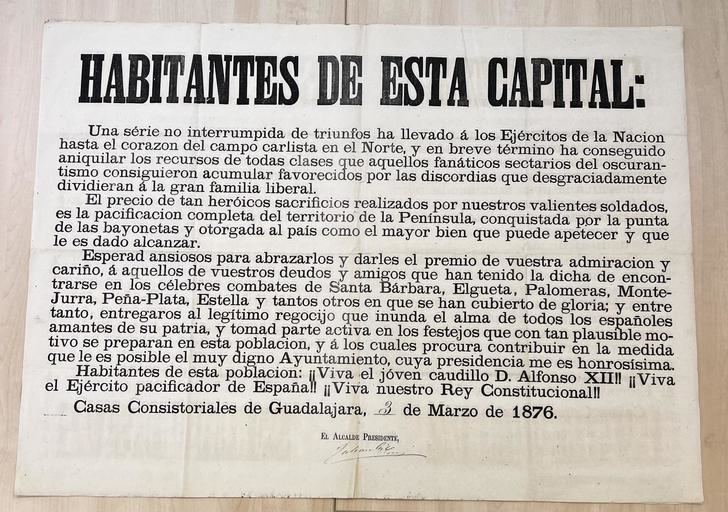 HABITANTES DE ESTA CAPITAL:
Una série no interrumpida de triunfos ha llevado á los Ejércitos de la Nacion
hasta el corazon del campo carlista en el Norte, y en breve término ha conseguido
aniquilar los recursos de todas clases que aquellos fanáticos sectarios del oscuran-
tismo consiguieron acumular favorecidos por las discordias que desgraciadamente
dividieran á la gran familia liberal.
El precio de tan heróicos sacrificios realizados por nuestros valientes soldados,
es la pacificacion completa del territorio de la Península, conquistada por la punta
de las bayonetas y otorgada al país como el mayor bien que puede apetecer y que
le es dado alcanzar.
Esperad ansiosos para abrazarlos y darles el premio de vuestra admiracion y
cariño, á aquellos de vuestros deudos y amigos que han tenido la dicha de encon-
trarse en los célebres combates de Santa Bárbara, Elgueta, Palomeras, Monte-
Jurra, Peña-Plata, Estella y tantos otros en que se han cubierto de gloria; y entre
tanto, entregaros al legítimo regocijo que inunda el alma de todos los españoles
amantes de su patria, y tomad parte activa en los festejos que con tan plausible mo-
tivo se preparan en esta poblacion, y á los cuales procura contribuir en la medida
que le es posible el muy digno Ayuntamiento, cuya presidencia me es honrosísima.
Habitantes de esta poblacion: ¡¡Viva el jóven caudillo D. Alfonso XII!! ¡¡Viva
el Ejército pacificador de España!! ¡¡Viva nuestro Rey Constitucional!!
Casas Consistoriales de Guadalajara, 3 de Marzo de 1876.
EL ALCALDE PRESIDENTE,